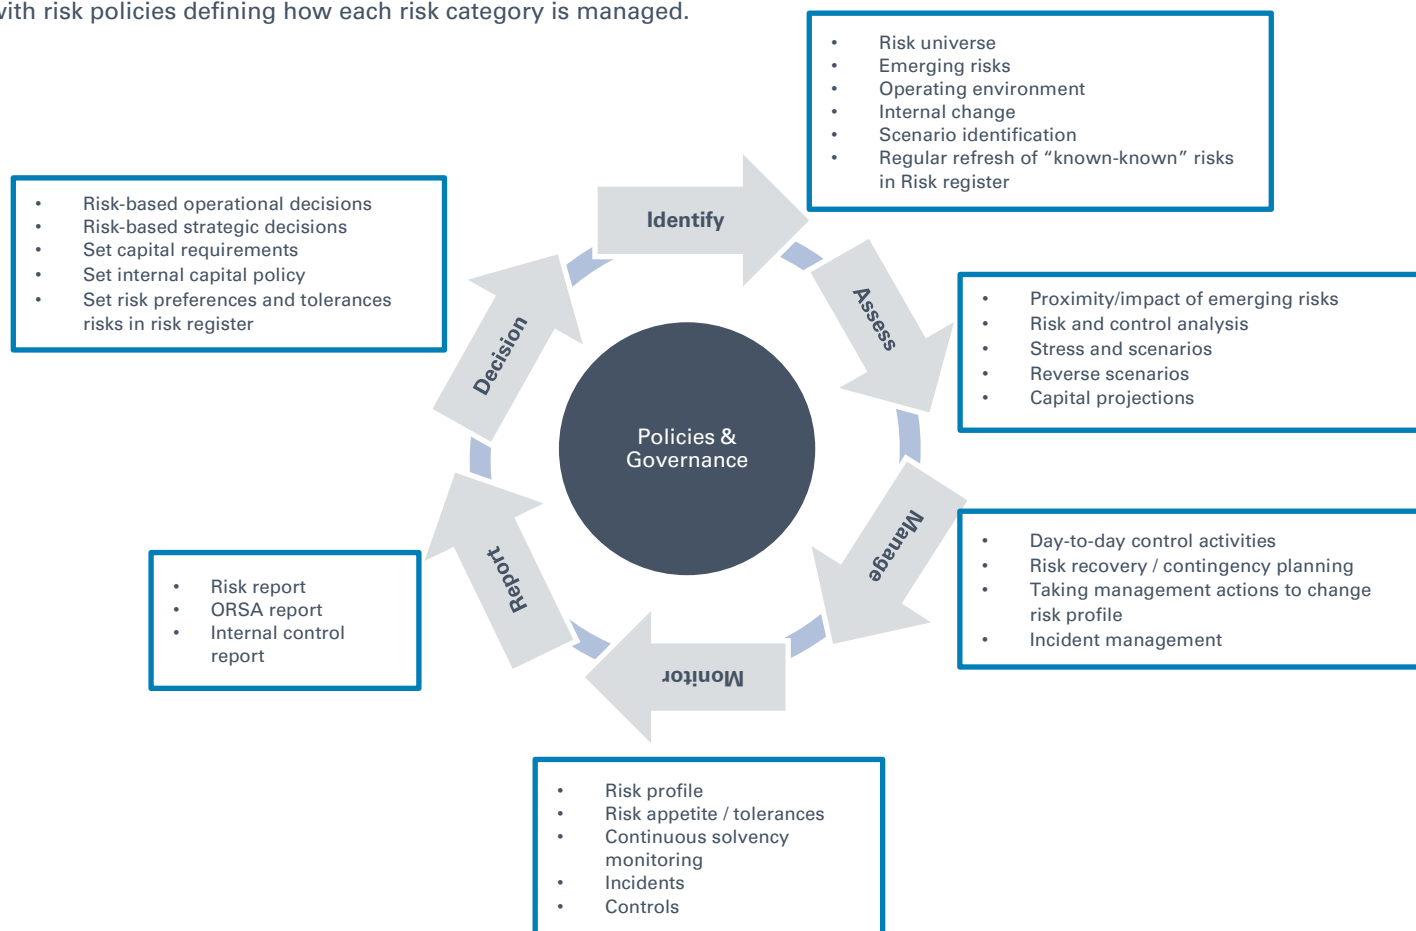 with risk policies defining how each risk category is managed.
• Risk universe
• Emerging risks
• Operating environment
• Internal change
• Scenario identification
• Regular refresh of “known-known” risks
in Risk register
• Risk-based operational decisions
• Risk-based strategic decisions
• Set capital requirements
• Set internal capital policy
• Set risk preferences and tolerances
risks in risk register
Identify
Assess
• Proximity/impact of emerging risks
• Risk and control analysis
• Stress and scenarios
• Reverse scenarios
• Capital projections
Decision
Policies &
Governance
Manage
• Day-to-day control activities
• Risk recovery / contingency planning
• Taking management actions to change
risk profile
• Incident management
Report
• Risk report
• ORSA report
• Internal control
report
Monitor
• Risk profile
• Risk appetite / tolerances
• Continuous solvency
monitoring
• Incidents
• Controls